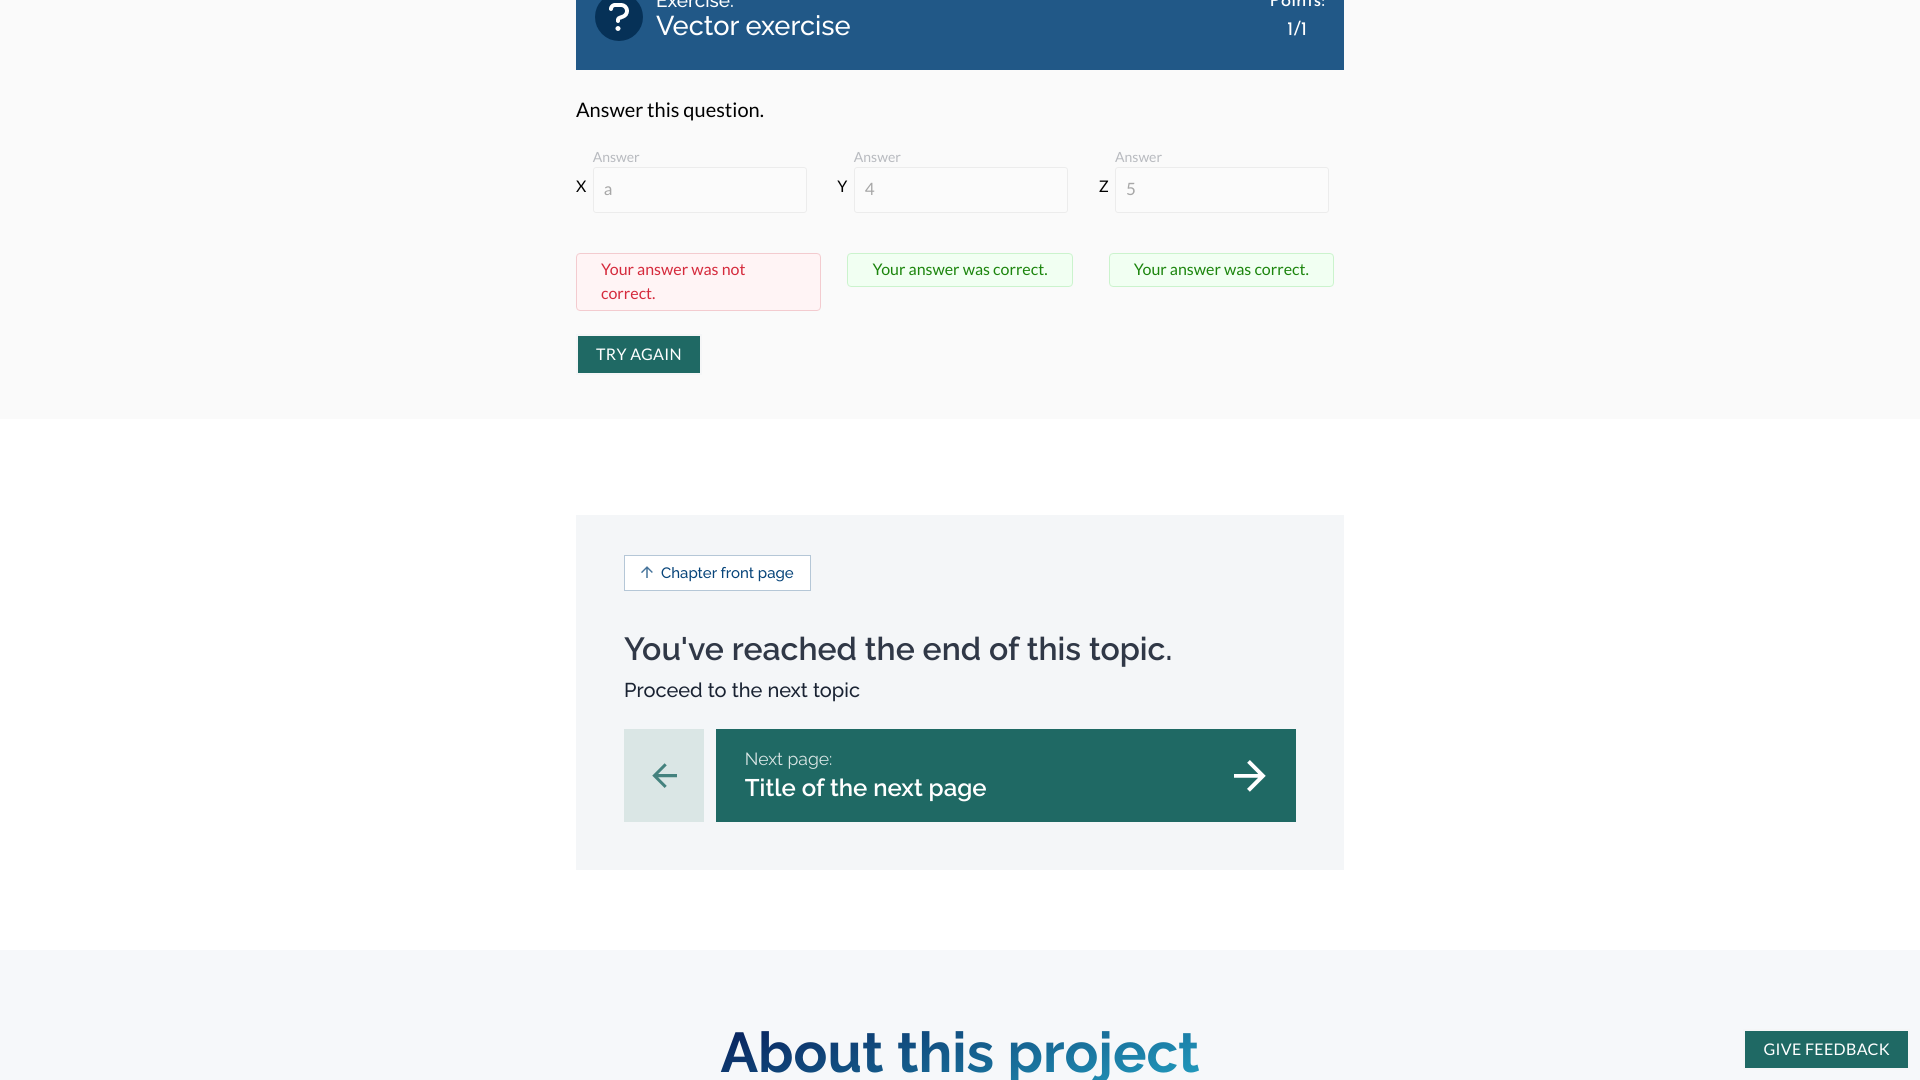 Exercise:
Vector exercise
Points:
1/1
?
Answer this question.
Answer Answer Answer
X a Y 4 Z 5
Your answer was not
correct.
Your answer was correct.
Your answer was correct.
TRY AGAIN
Chapter front page
You've reached the end of this topic.
Proceed to the next topic
Next page:
Title of the next page
About this project
GIVE FEEDBACK